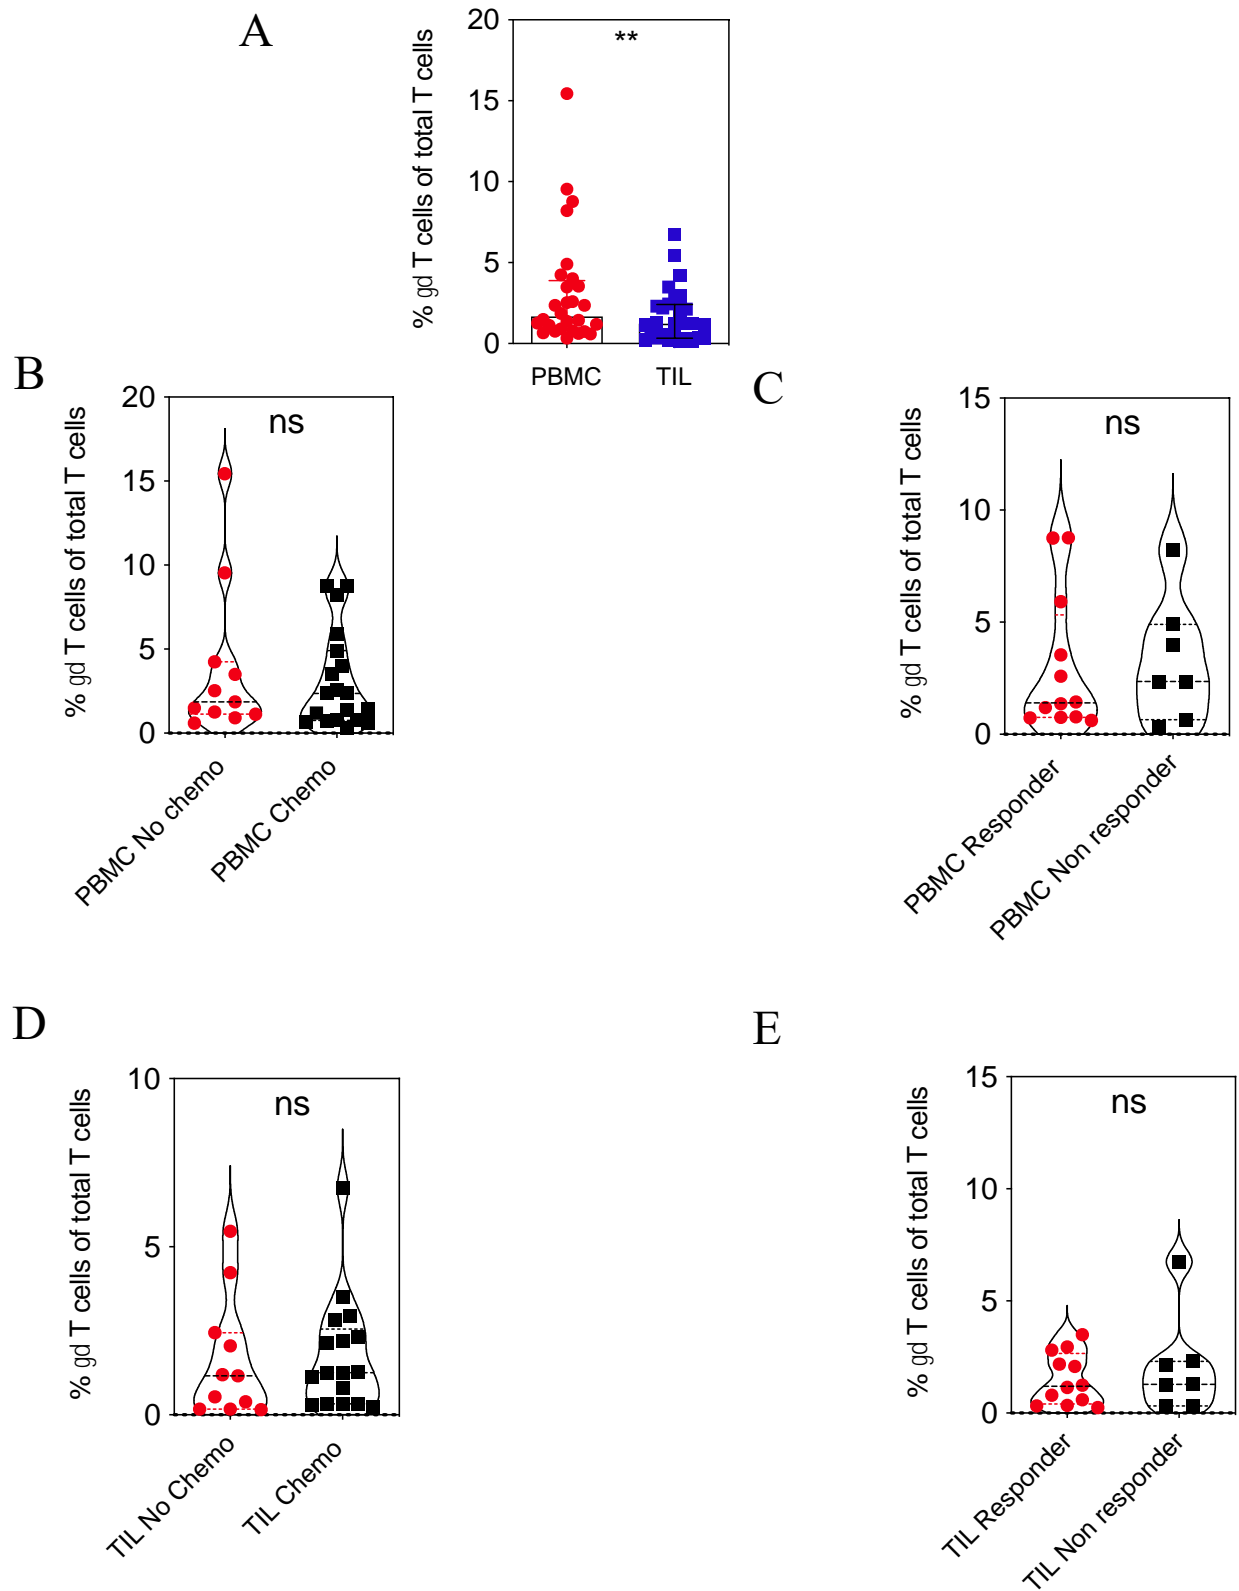 A
% gd T cells of total T cells
20
15
10
5
0
**
PBMC
TIL
B
% gd T cells of total T cells
20
15
10
5
0
ns
PBMC No chemo
PBMC Chemo
C
% gd T cells of total T cells
15
10
5
0
ns
PBMC Responder
PBMC Non responder
D
% gd T cells of total T cells
10
5
0
ns
TIL No Chemo
TIL Chemo
E
% gd T cells of total T cells
15
10
5
0
ns
TIL Responder
TIL Non responder